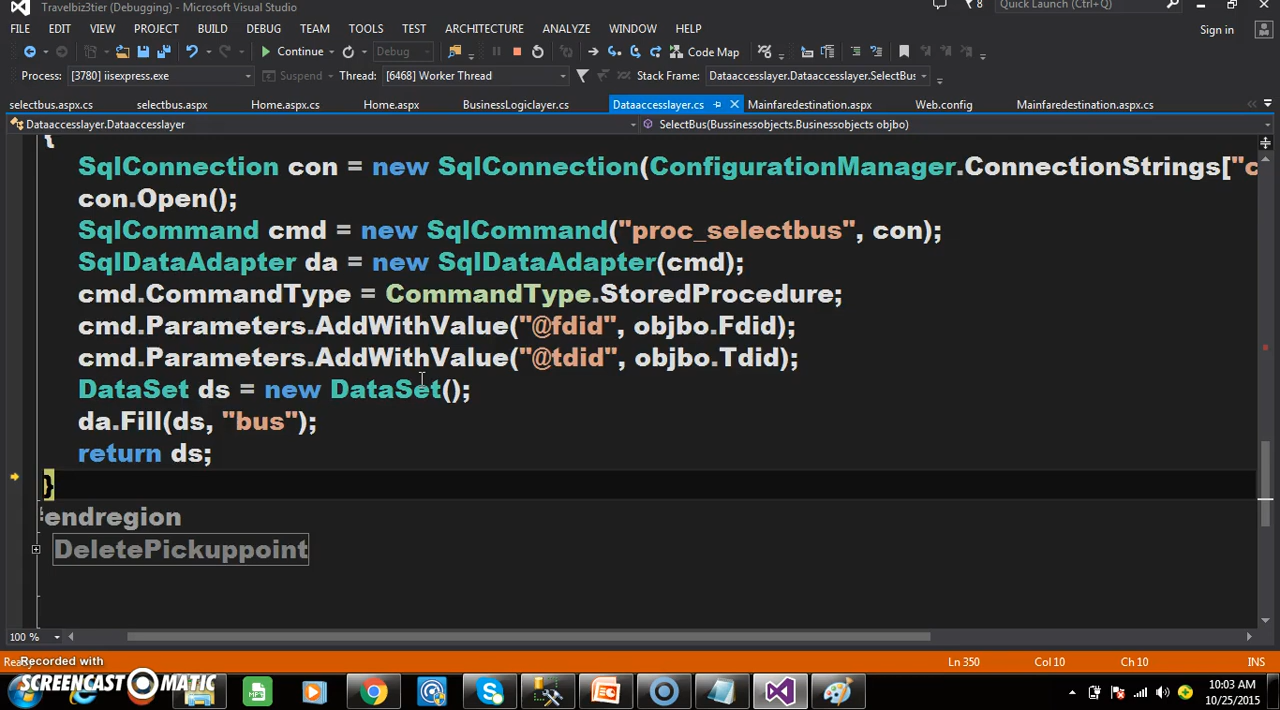 Travelbiz3tier (Debugging) - Microsoft Visual Studio
8
Quick Launch (Ctrl+Q)
FILE EDIT VIEW PROJECT BUILD DEBUG TEAM TOOLS TEST ARCHITECTURE ANALYZE WINDOW HELP
Sign in
Continue Debug Code Map
Process: [3780] iisexpress.exe Suspend Thread: [6468] Worker Thread Stack Frame: Dataaccesslayer.Dataaccesslayer.SelectBus
selectbus.aspx.cs selectbus.aspx Home.aspx.cs Home.aspx BusinessLogiclayer.cs Dataaccesslayer.cs Mainfaredestination.aspx Web.config Mainfaredestination.aspx.cs
Dataaccesslayer.Dataaccesslayer SelectBus(Bussinessobjects.Businessobjects objbo)
{
SqlConnection con = new SqlConnection(ConfigurationManager.ConnectionStrings["c
con.Open();
SqlCommand cmd = new SqlCommand("proc_selectbus", con);
SqlDataAdapter da = new SqlDataAdapter(cmd);
cmd.CommandType = CommandType.StoredProcedure;
cmd.Parameters.AddWithValue("@fdid", objbo.Fdid);
cmd.Parameters.AddWithValue("@tdid", objbo.Tdid);
DataSet ds = new DataSet();
da.Fill(ds, "bus");
return ds;
}
#endregion
DeletePickuppoint
100 %
Ln 350 Col 10 Ch 10 INS
Recorded with
SCREENCAST MATIC
10:03 AM
10/25/2015